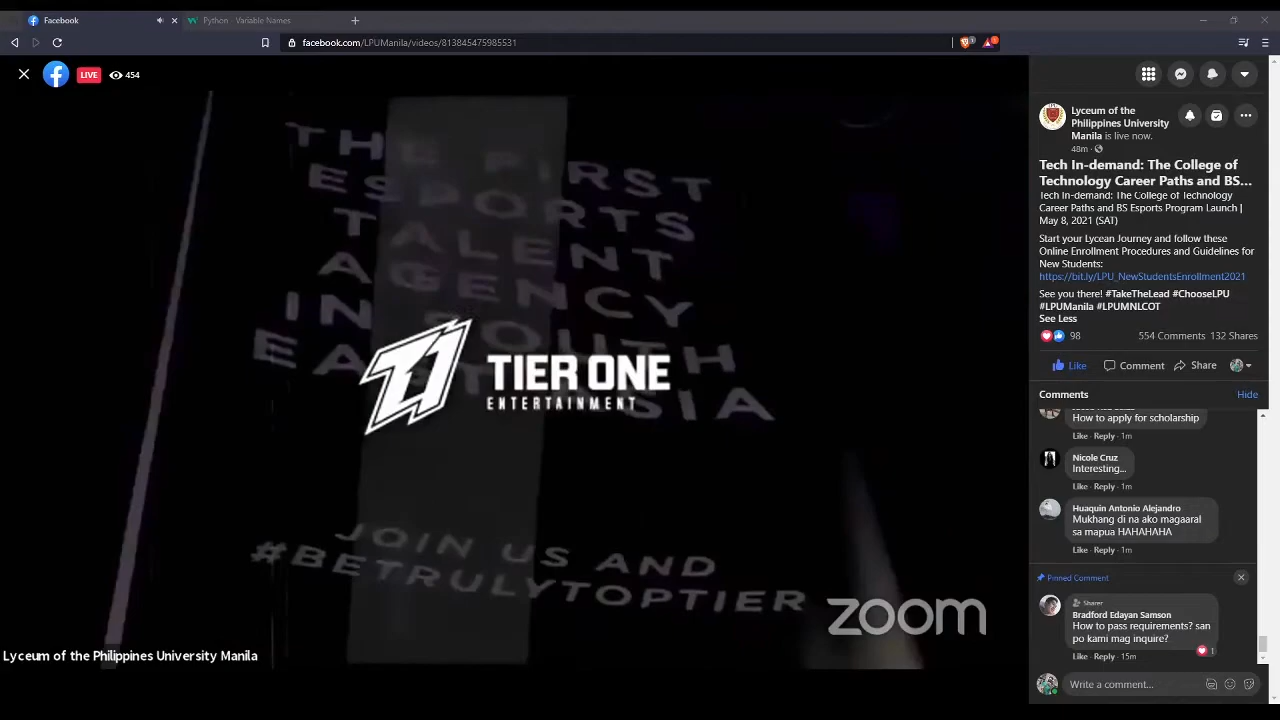 Facebook
Python - Variable Names
facebook.com/LPUManila/videos/813845475985531
LIVE
454
THE FIRST
ESPORTS
TALENT
AGENCY
IN SOUTH
EAST ASIA
TIER ONE
ENTERTAINMENT
JOIN US AND
#BETRULYTOPTIER
zoom
Lyceum of the Philippines University Manila
Lyceum of the
Philippines University
Manila is live now.
48m ·
Tech In-demand: The College of
Technology Career Paths and BS...
Tech In-demand: The College of Technology
Career Paths and BS Esports Program Launch |
May 8, 2021 (SAT)
Start your Lycean Journey and follow these
Online Enrollment Procedures and Guidelines for
New Students:
https://bit.ly/LPU_NewStudentsEnrollment2021
See you there! #TakeTheLead #ChooseLPU
#LPUManila #LPUMNLCOT
See Less
98
554 Comments 132 Shares
Like Comment Share
Comments Hide
How to apply for scholarship
Like · Reply · 1m
Nicole Cruz
Interesting...
Like · Reply · 1m
Huaquin Antonio Alejandro
Mukhang di na ako magaaral
sa mapua HAHAHAHA
Like · Reply · 1m
Pinned Comment
Sharer
Bradford Edayan Samson
How to pass requirements? san
po kami mag inquire?
1
Like · Reply · 15m
Write a comment...